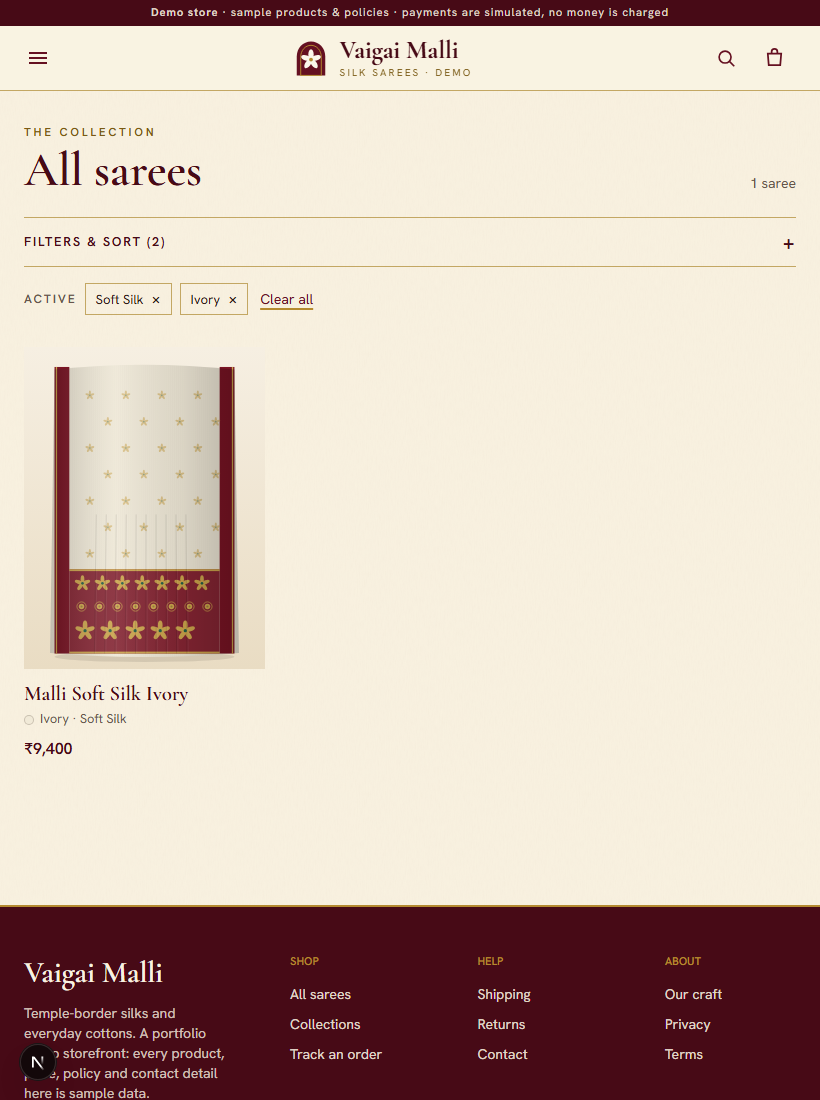 Demo store · sample products & policies · payments are simulated, no money is charged
Vaigai Malli
SILK SAREES · DEMO
THE COLLECTION
All sarees
1 saree
FILTERS & SORT (2)
+
ACTIVE
Soft Silk ×
Ivory ×
Clear all
Malli Soft Silk Ivory
Ivory · Soft Silk
₹9,400
Vaigai Malli
Temple-border silks and
everyday cottons. A portfolio
storefront: every product,
policy and contact detail
here is sample data.
SHOP
All sarees
Collections
Track an order
HELP
Shipping
Returns
Contact
ABOUT
Our craft
Privacy
Terms
N